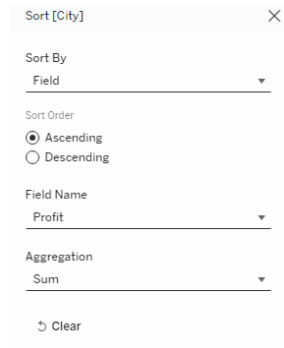 Sort [City]
Sort By
Field
Sort Order
Ascending
Descending
Field Name
Profit
Aggregation
Sum
Clear